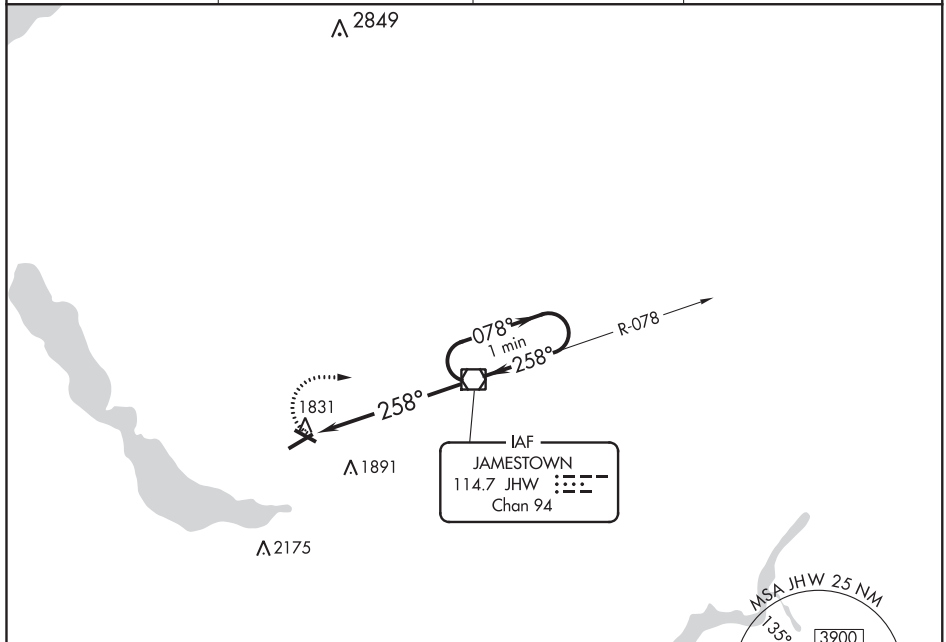 2849
078°
1 min
258°
R-078
258°
1831
1891
IAF
JAMESTOWN
114.7 JHW
Chan 94
2175
MSA JHW 25 NM
135°
3900